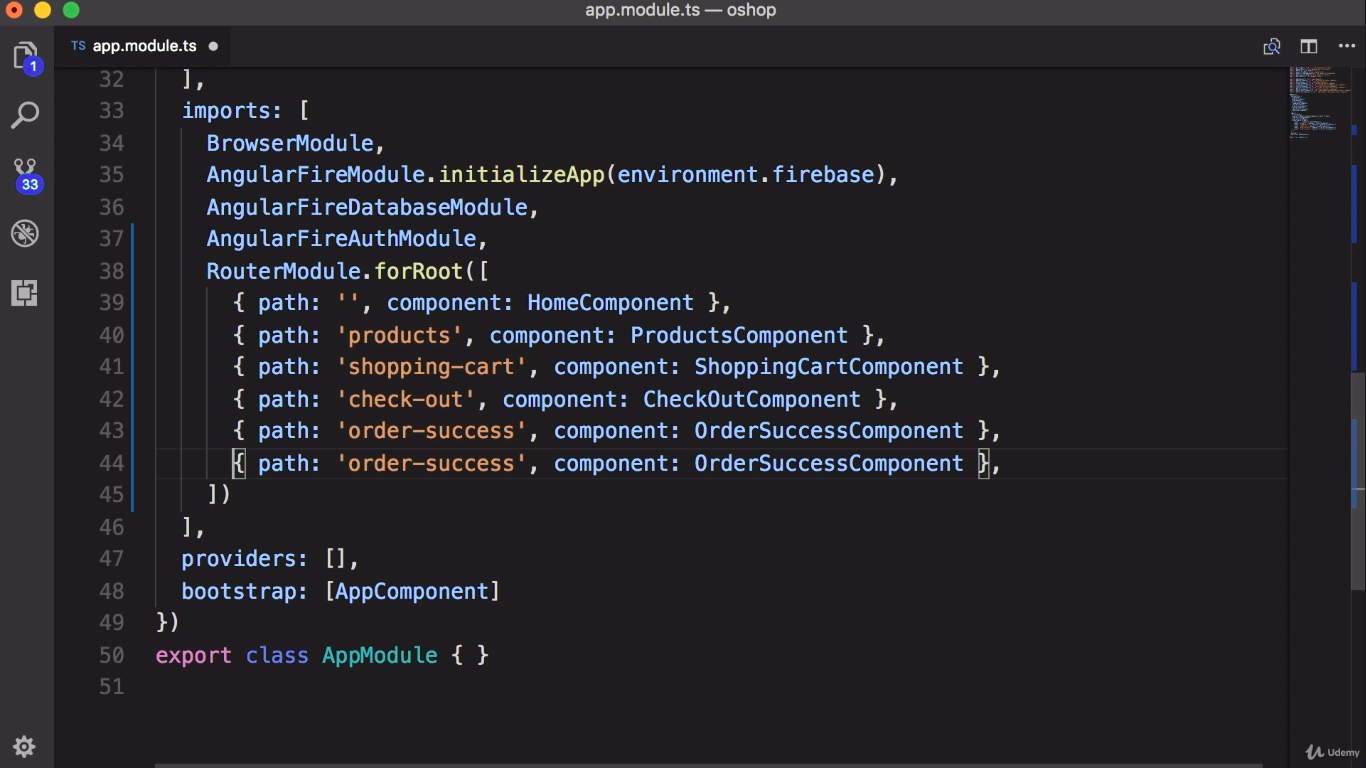 app.module.ts — oshop
TS app.module.ts
1
33
32 ],
33 imports: [
34 BrowserModule,
35 AngularFireModule.initializeApp(environment.firebase),
36 AngularFireDatabaseModule,
37 AngularFireAuthModule,
38 RouterModule.forRoot([
39 { path: '', component: HomeComponent },
40 { path: 'products', component: ProductsComponent },
41 { path: 'shopping-cart', component: ShoppingCartComponent },
42 { path: 'check-out', component: CheckOutComponent },
43 { path: 'order-success', component: OrderSuccessComponent },
44 { path: 'order-success', component: OrderSuccessComponent },
45 ])
46 ],
47 providers: [],
48 bootstrap: [AppComponent]
49 })
50 export class AppModule { }
51
Udemy